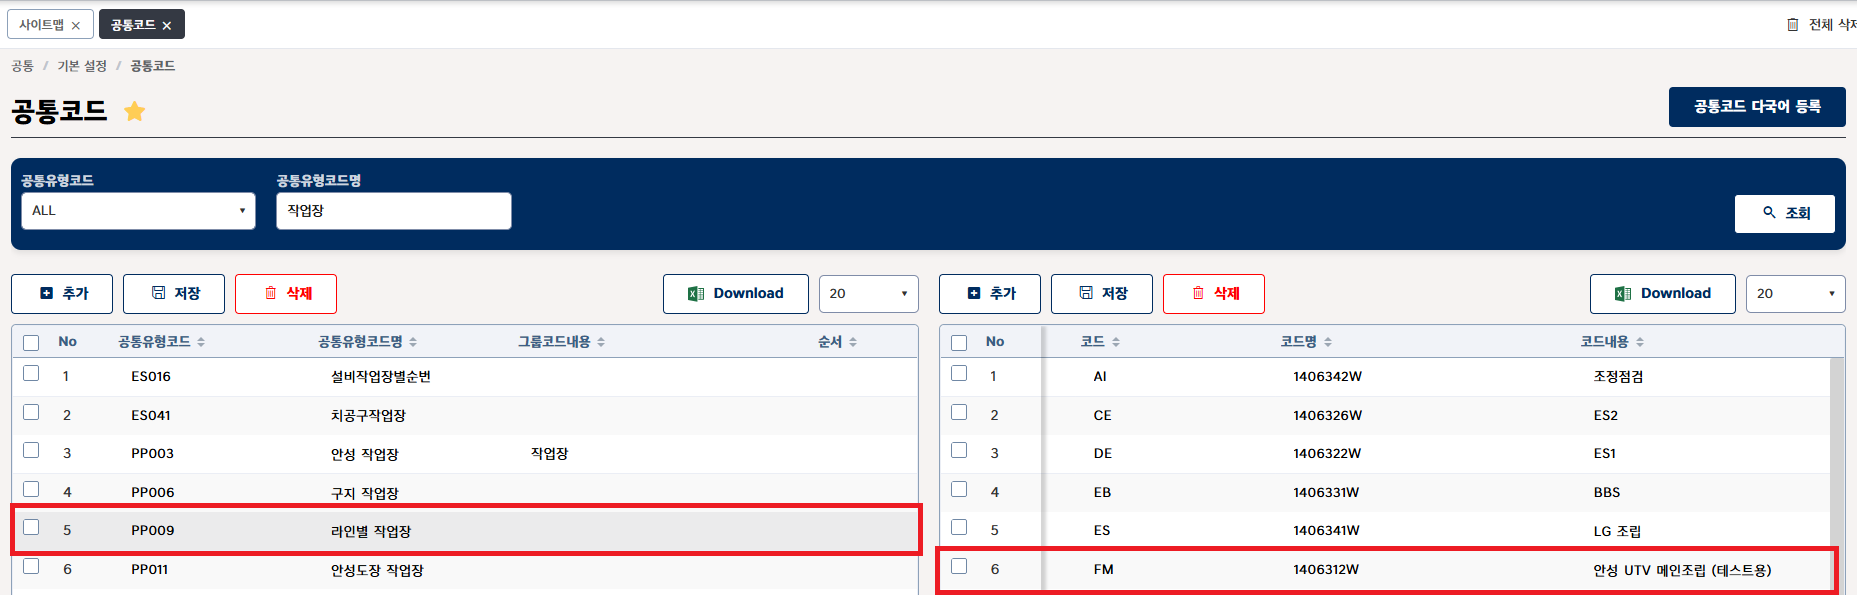 사이트맵 × 공통코드 × 전체 삭제
공통 / 기본 설정 / 공통코드
공통코드
공통코드 다국어 등록
공통유형코드 공통유형코드명
ALL 작업장 조회
추가 저장 삭제 Download 20
추가 저장 삭제 Download 20
No 공통유형코드 공통유형코드명 그룹코드내용 순서
1 ES016 설비작업장별순번
2 ES041 치공구작업장
3 PP003 안성 작업장 작업장
4 PP006 구지 작업장
5 PP009 라인별 작업장
6 PP011 안성도장 작업장
No 코드 코드명 코드내용
1 AI 1406342W 조정점검
2 CE 1406326W ES2
3 DE 1406322W ES1
4 EB 1406331W BBS
5 ES 1406341W LG 조립
6 FM 1406312W 안성 UTV 메인조립 (테스트용)